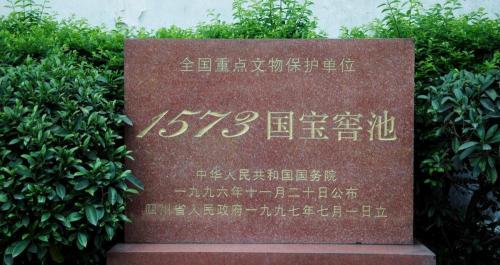 全国重点文物保护单位
1573国宝窖池
中华人民共和国国务院
一九九六年十一月二十日公布
四川省人民政府一九九七年七月一日立